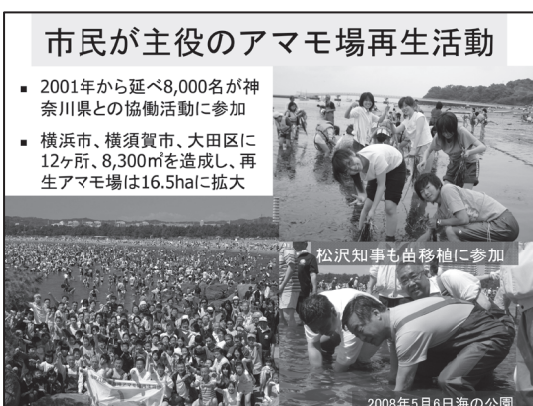 市民が主役のアマモ場再生活動
▪ 2001年から延べ8,000名が神
奈川県との協働活動に参加
▪ 横浜市、横須賀市、大田区に
12ヶ所、8,300㎡を造成し、再
生アマモ場は16.5haに拡大
松沢知事も苗移植に参加
2008年5月6日海の公園